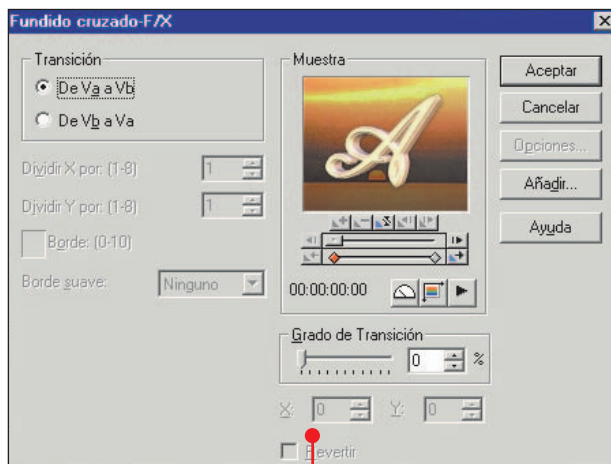 Fundido cruzado-F/X
Transición
De Va a Vb
De Vb a Va
Dividir X por: (1-8) 1
Dividir Y por: (1-8) 1
Borde: (0-10)
Borde suave: Ninguno
Muestra
A
00:00:00:00
Grado de Transición
0 %
X: 0 Y: 0
Revertir
Aceptar
Cancelar
Opciones...
Añadir...
Ayuda